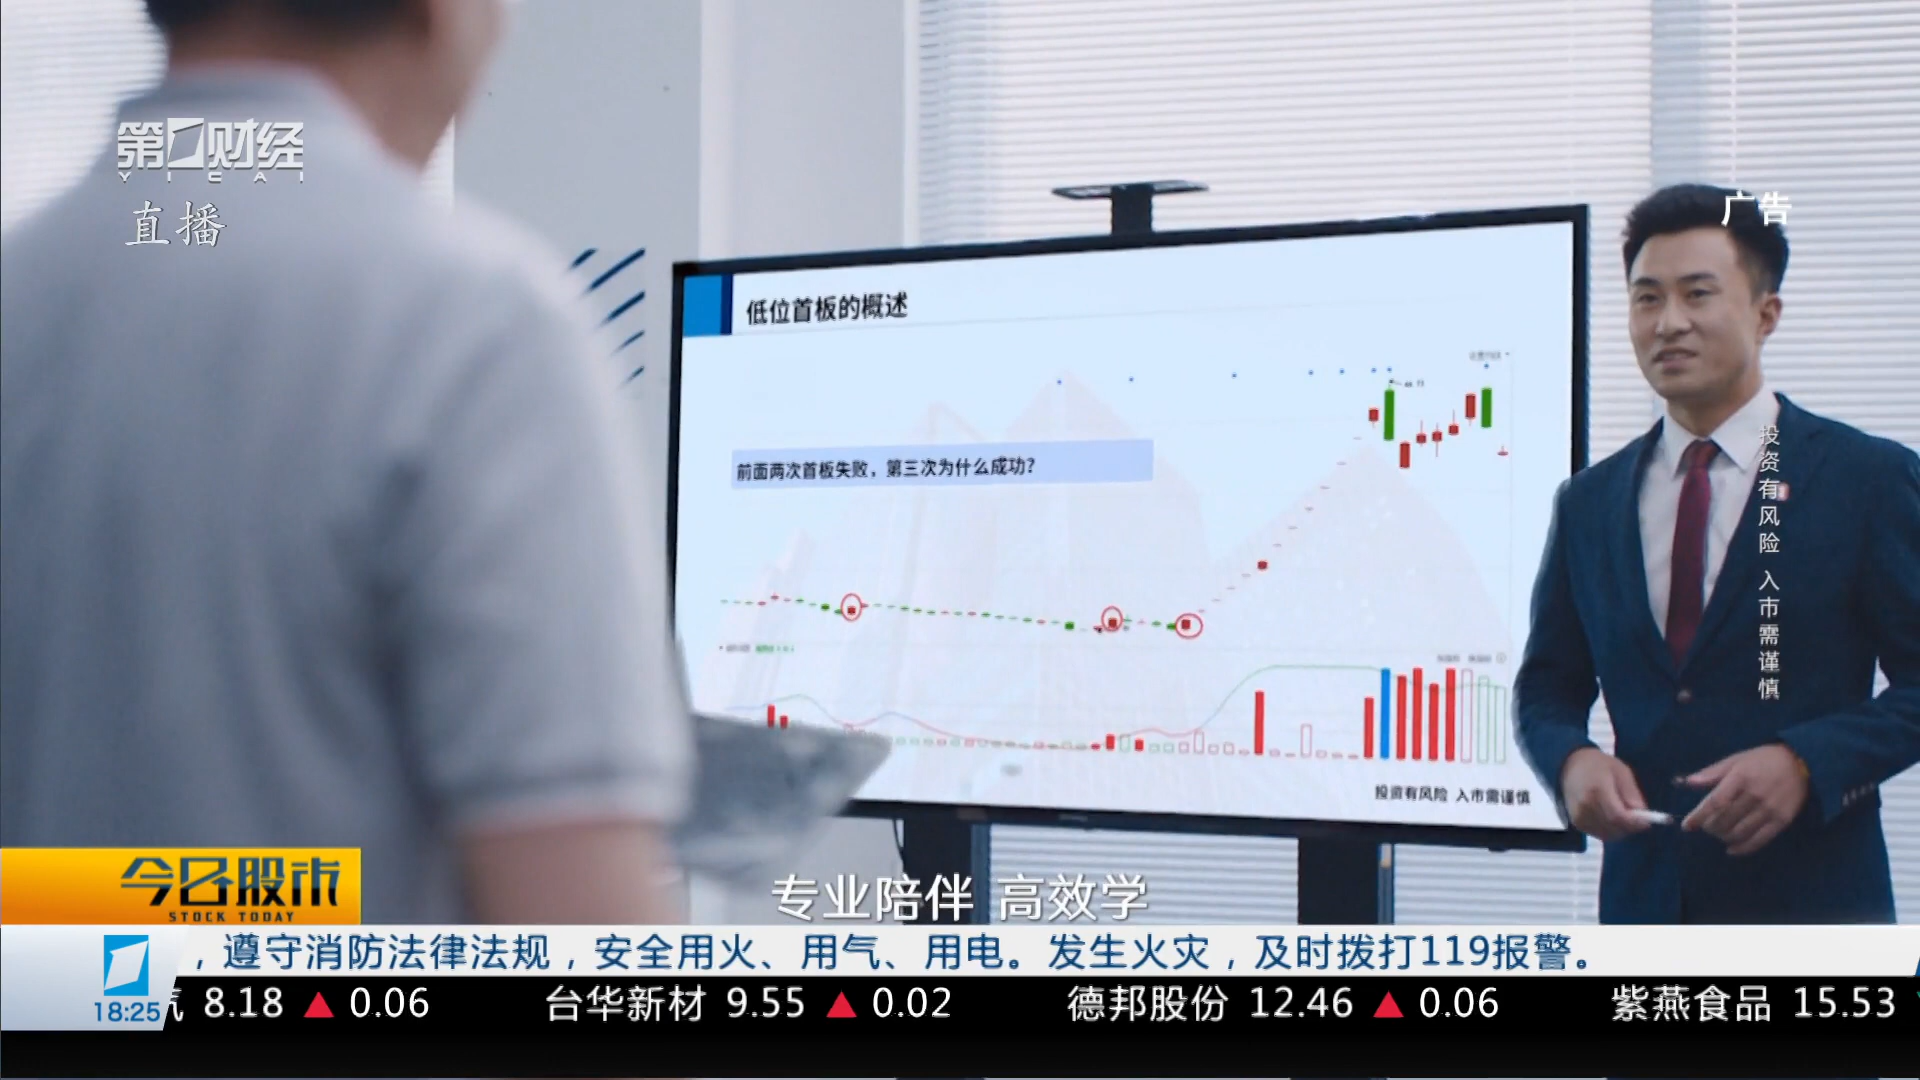 第1财经
YICAI
直播
广告
低位首板的概述
前面两次首板失败，第三次为什么成功？
投资有风险 入市需谨慎
投资有风险 入市需谨慎
专业陪伴 高效学
今日股市
STOCK TODAY
，遵守消防法律法规，安全用火、用气、用电。发生火灾，及时拨打119报警。
18:25
8.18 ▲ 0.06 台华新材 9.55 ▲ 0.02 德邦股份 12.46 ▲ 0.06 紫燕食品 15.53